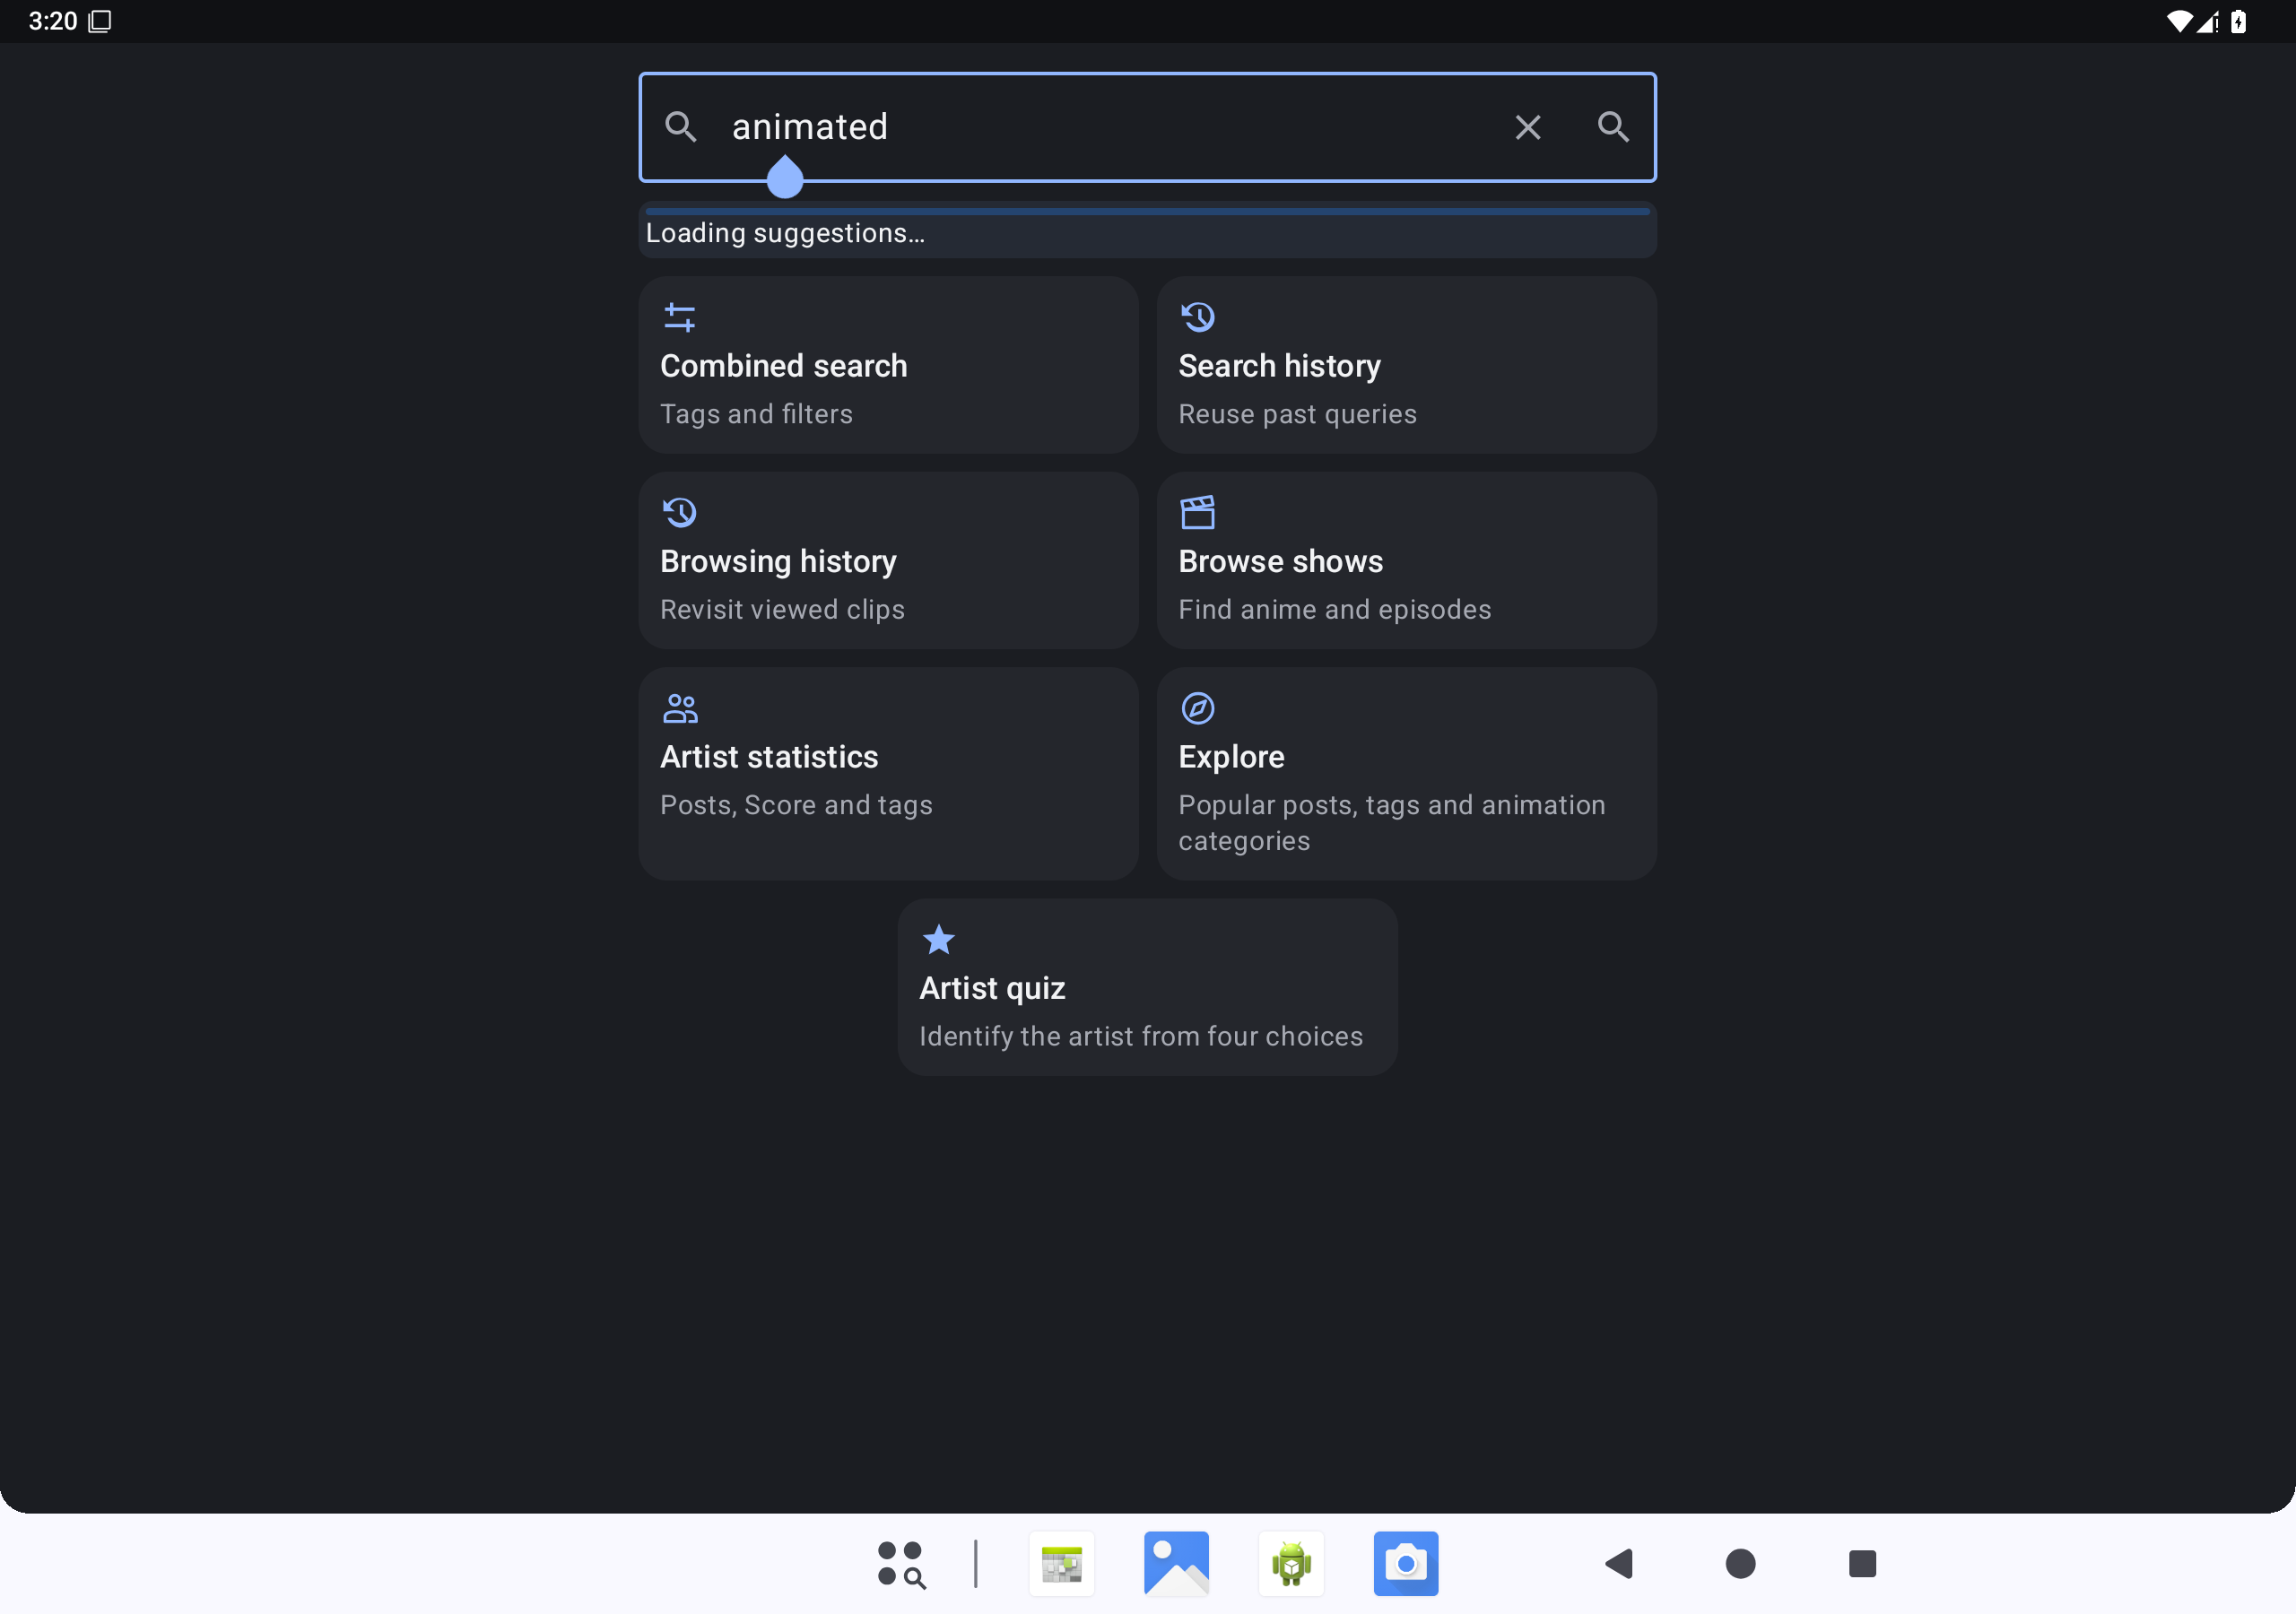 3:20
animated
Loading suggestions…
Combined search
Tags and filters
Search history
Reuse past queries
Browsing history
Revisit viewed clips
Browse shows
Find anime and episodes
Artist statistics
Posts, Score and tags
Explore
Popular posts, tags and animation
categories
Artist quiz
Identify the artist from four choices